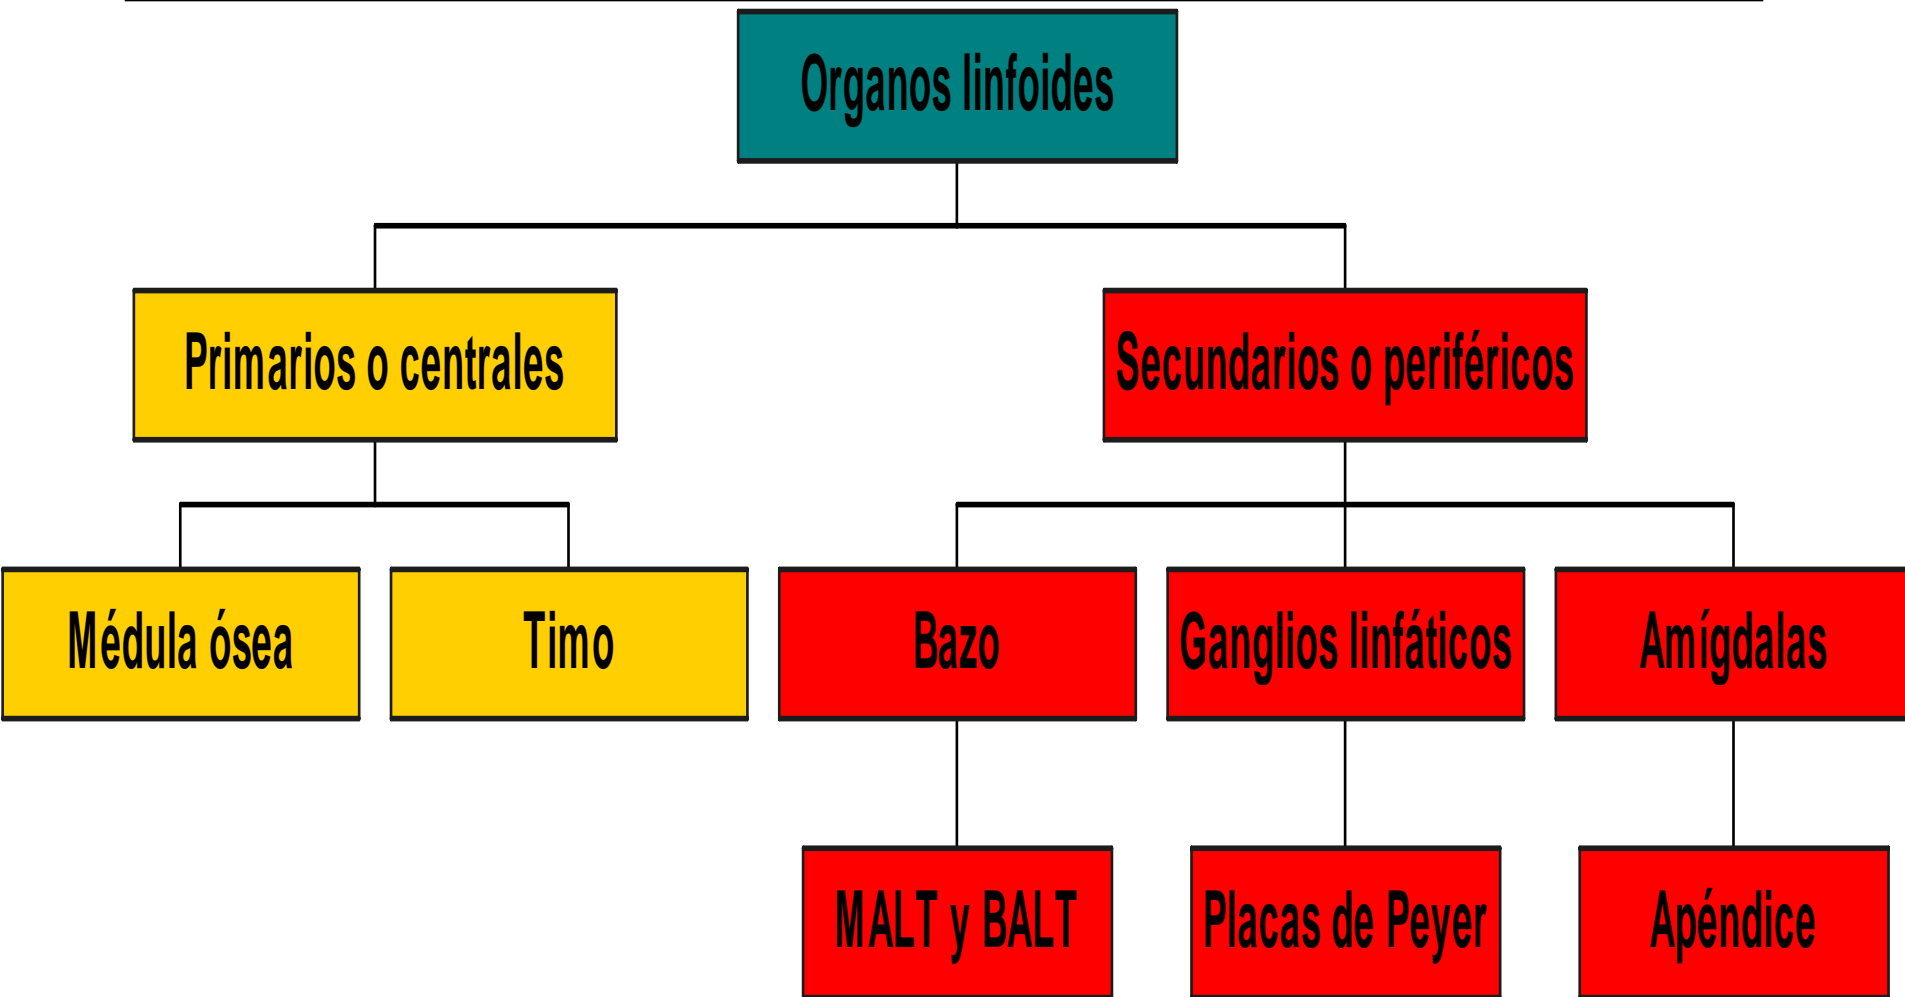 Organos linfoides
Primarios o centrales
Secundarios o periféricos
Médula ósea
Timo
Bazo
Ganglios linfáticos
Amígdalas
MALT y BALT
Placas de Peyer
Apéndice